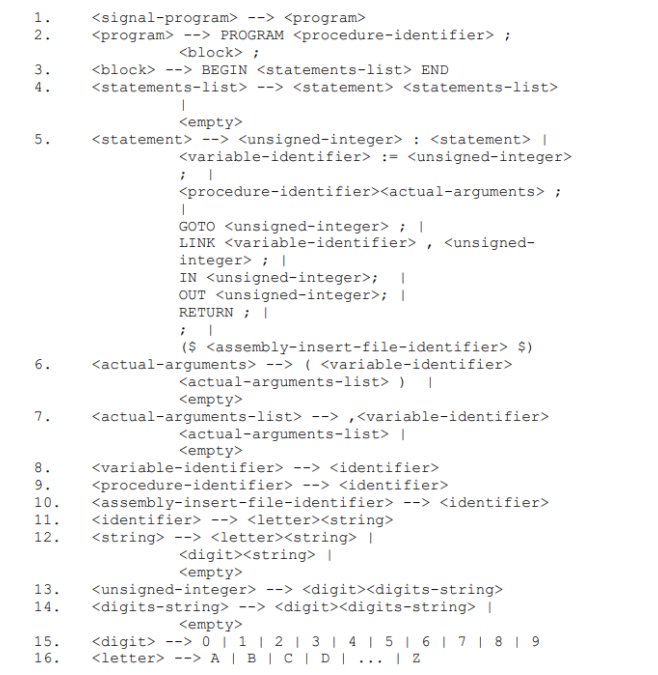 1. <signal-program> --> <program>
2. <program> --> PROGRAM <procedure-identifier> ;
<block> ;
3. <block> --> BEGIN <statements-list> END
4. <statements-list> --> <statement> <statements-list>
|
<empty>
5. <statement> --> <unsigned-integer> : <statement> |
<variable-identifier> := <unsigned-integer>
; |
<procedure-identifier><actual-arguments> ;
|
GOTO <unsigned-integer> ; |
LINK <variable-identifier> , <unsigned-
integer> ; |
IN <unsigned-integer>; |
OUT <unsigned-integer>; |
RETURN ; |
; |
($ <assembly-insert-file-identifier> $)
6. <actual-arguments> --> ( <variable-identifier>
<actual-arguments-list> ) |
<empty>
7. <actual-arguments-list> --> ,<variable-identifier>
<actual-arguments-list> |
<empty>
8. <variable-identifier> --> <identifier>
9. <procedure-identifier> --> <identifier>
10. <assembly-insert-file-identifier> --> <identifier>
11. <identifier> --> <letter><string>
12. <string> --> <letter><string> |
<digit><string> |
<empty>
13. <unsigned-integer> --> <digit><digits-string>
14. <digits-string> --> <digit><digits-string> |
<empty>
15. <digit> --> 0 | 1 | 2 | 3 | 4 | 5 | 6 | 7 | 8 | 9
16. <letter> --> A | B | C | D | ... | Z